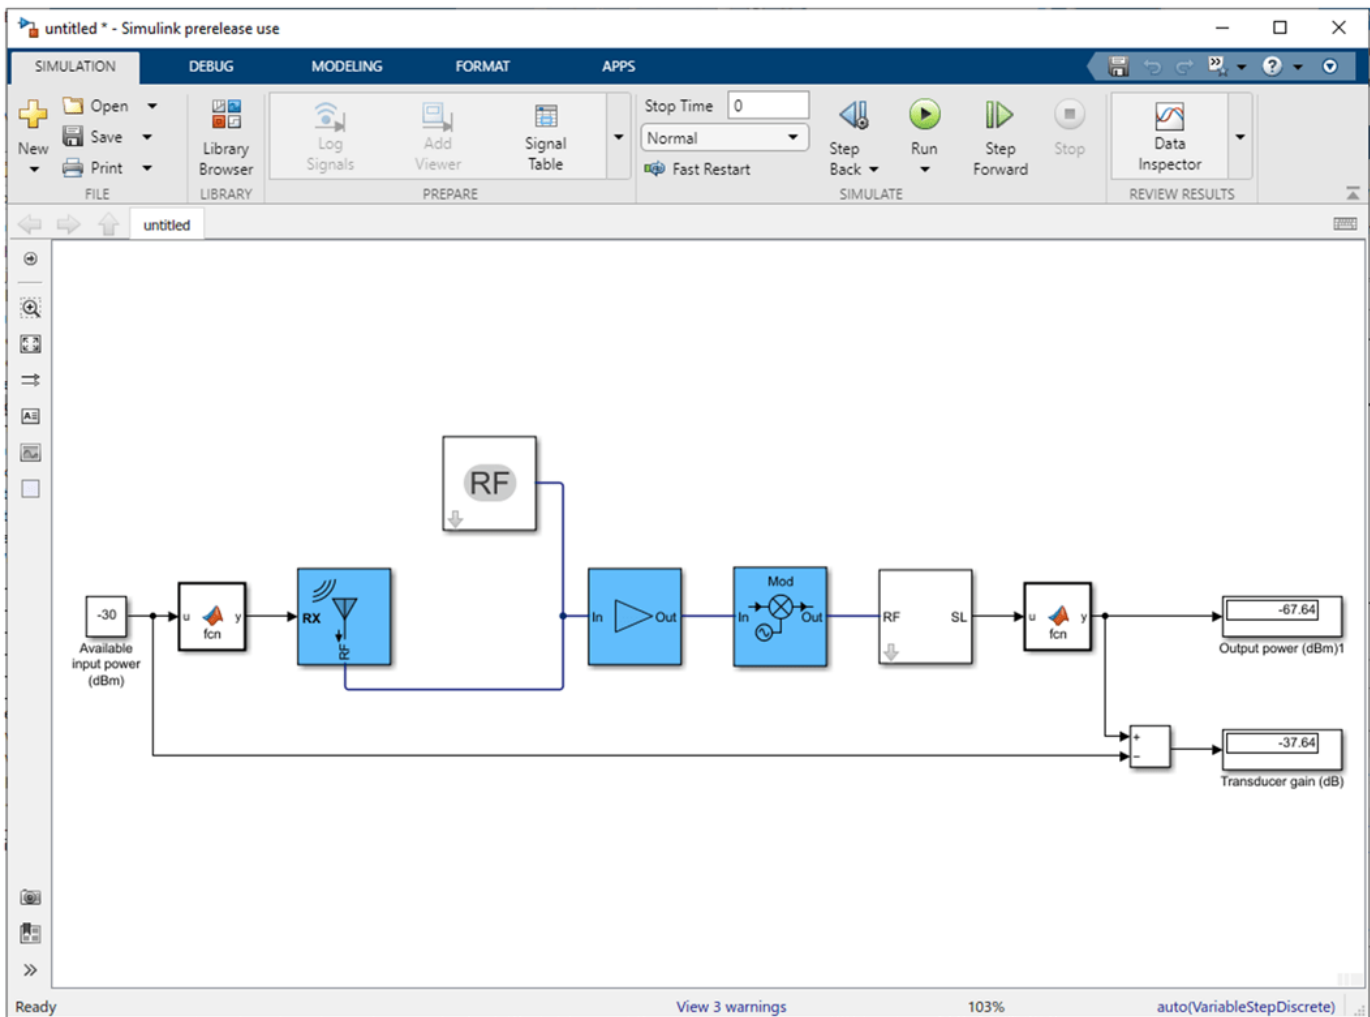 untitled * - Simulink prerelease use
SIMULATION DEBUG MODELING FORMAT APPS
New
Open
Save
Print
FILE
Library
Browser
LIBRARY
Log
Signals
Add
Viewer
Signal
Table
PREPARE
Stop Time 0
Normal
Fast Restart
Step
Back
Run
Step
Forward
Stop
SIMULATE
Data
Inspector
REVIEW RESULTS
untitled
RF
-30
Available
input power
(dBm)
u y
fcn
RX
RF
In Out
Mod
In Out
RF SL
u y
fcn
-67.64
Output power (dBm)1
+
−
-37.64
Transducer gain (dB)
Ready View 3 warnings 103% auto(VariableStepDiscrete)